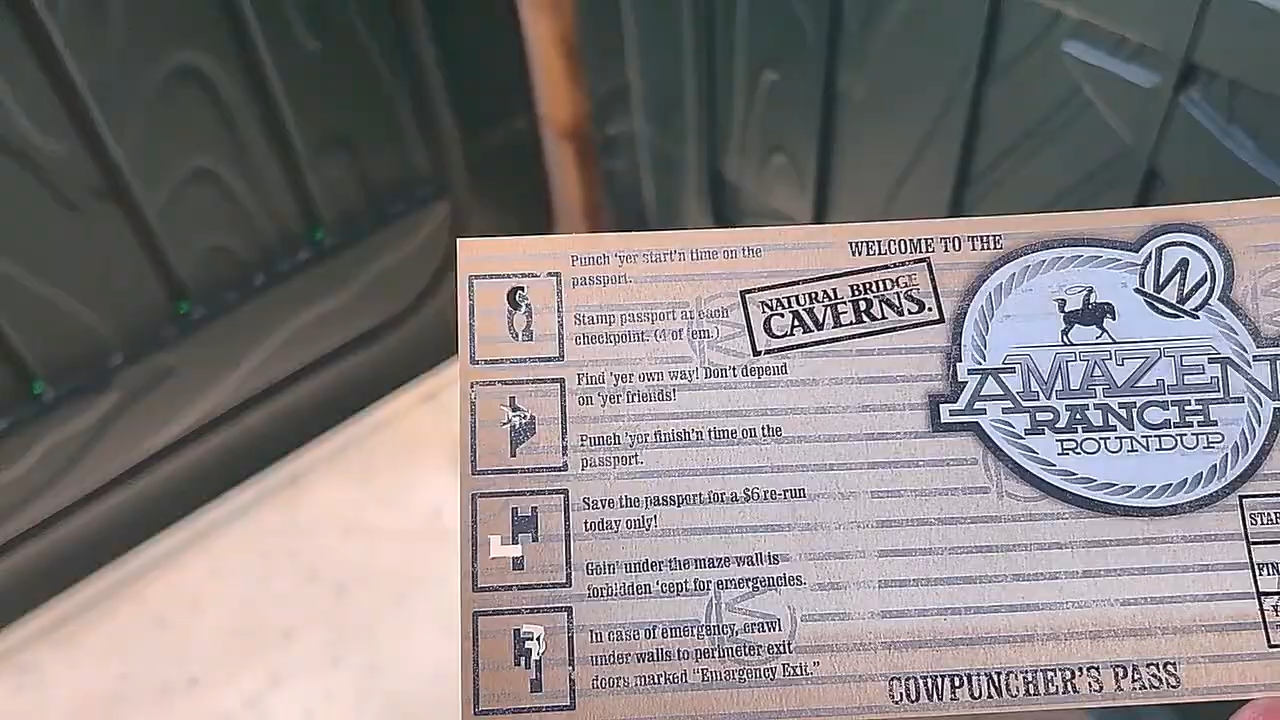 Punch 'yer start'n time on the
passport.
Stamp passport at each
checkpoint. (4 of 'em.)
Find 'yer own way! Don't depend
on 'yer friends!
Punch 'yer finish'n time on the
passport.
Save the passport for a $6 re-run
today only!
Goin' under the maze wall is
forbidden 'cept for emergencies.
In case of emergency, crawl
under walls to perimeter exit
doors marked "Emergency Exit."
WELCOME TO THE
NATURAL BRIDGE
CAVERNS.
W
AMAZEN
RANCH
ROUNDUP
COWPUNCHER'S PASS